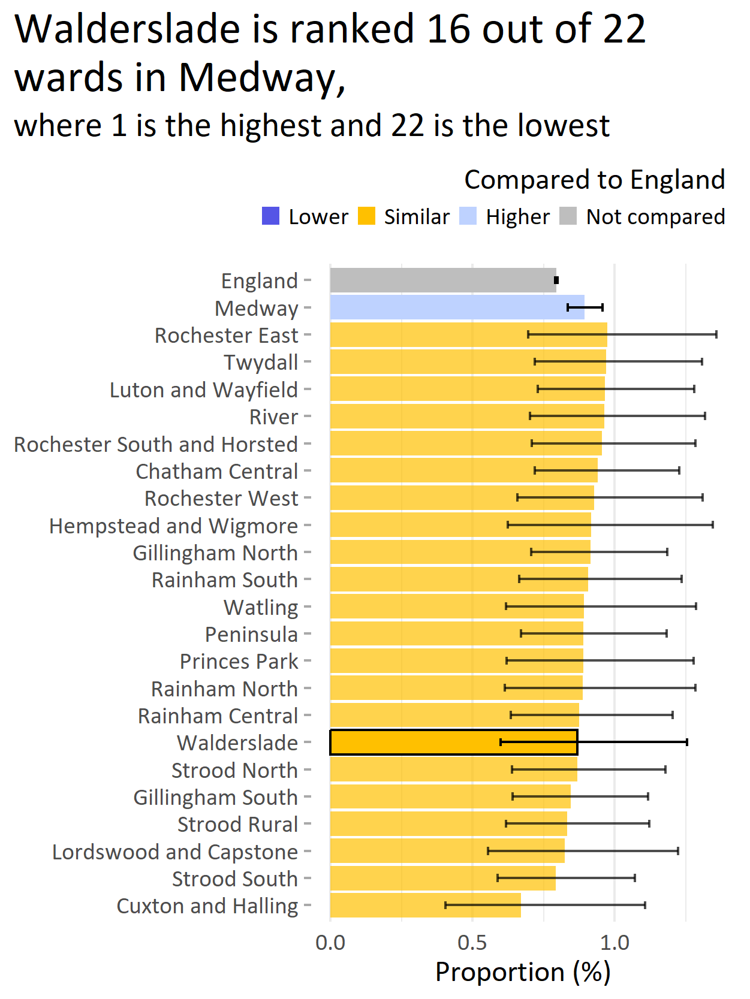 Walderslade is ranked 16 out of 22
wards in Medway,
where 1 is the highest and 22 is the lowest
Compared to England
Lower Similar Higher Not compared
England
Medway
Rochester East
Twydall
Luton and Wayfield
River
Rochester South and Horsted
Chatham Central
Rochester West
Hempstead and Wigmore
Gillingham North
Rainham South
Watling
Peninsula
Princes Park
Rainham North
Rainham Central
Walderslade
Strood North
Gillingham South
Strood Rural
Lordswood and Capstone
Strood South
Cuxton and Halling
0.0 0.5 1.0
Proportion (%)